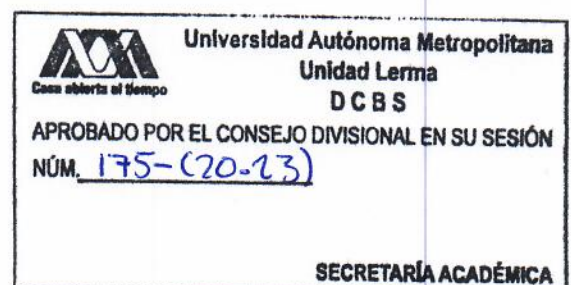 Universidad Autónoma Metropolitana
Unidad Lerma
Casa abierta al tiempo
DCBS
APROBADO POR EL CONSEJO DIVISIONAL EN SU SESIÓN
NÚM. 175-(20-23)
SECRETARÍA ACADÉMICA